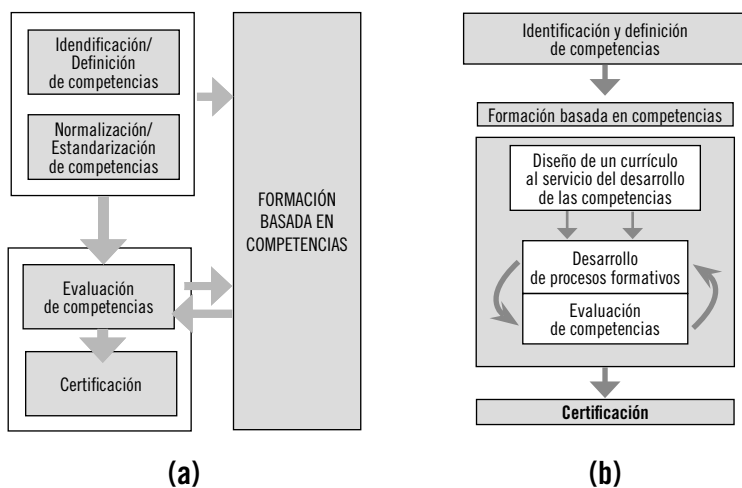 Idendificación/
Definición
de competencias
Normalización/
Estandarización
de competencias
FORMACIÓN
BASADA EN
COMPETENCIAS
Evaluación
de competencias
Certificación
(a)
Identificación y definición
de competencias
Formación basada en competencias
Diseño de un currículo
al servicio del desarrollo
de las competencias
Desarrollo
de procesos formativos
Evaluación
de competencias
Certificación
(b)